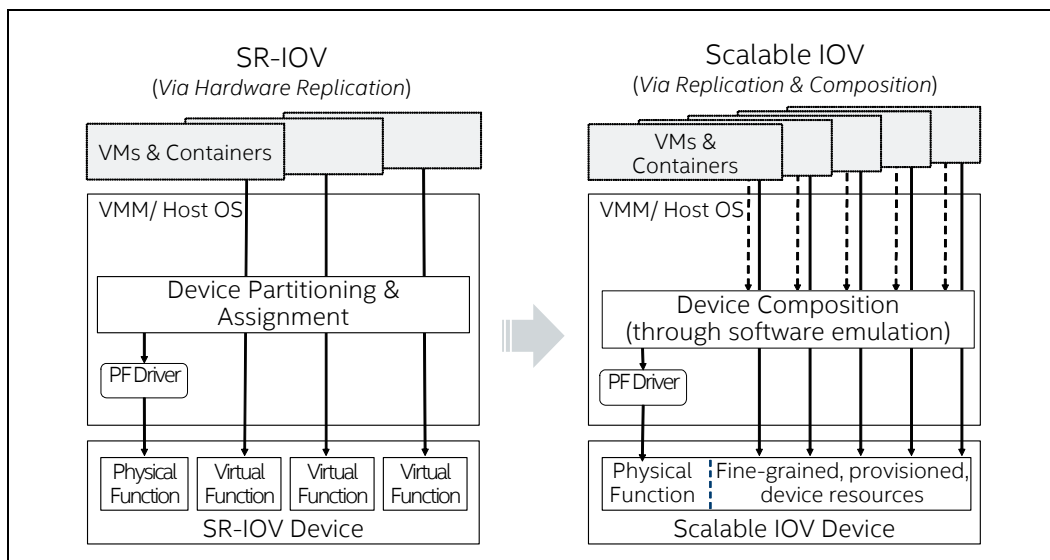 SR-IOV
(Via Hardware Replication)
VMs & Containers
VMM/ Host OS
Device Partitioning &
Assignment
PF Driver
Physical
Function
Virtual
Function
Virtual
Function
Virtual
Function
SR-IOV Device
Scalable IOV
(Via Replication & Composition)
VMs &
Containers
VMM/ Host OS
Device Composition
(through software emulation)
PF Driver
Physical
Function
Fine-grained, provisioned,
device resources
Scalable IOV Device